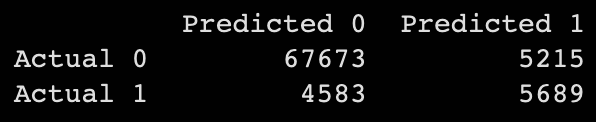 Predicted 0 Predicted 1
Actual 0 67673 5215
Actual 1 4583 5689